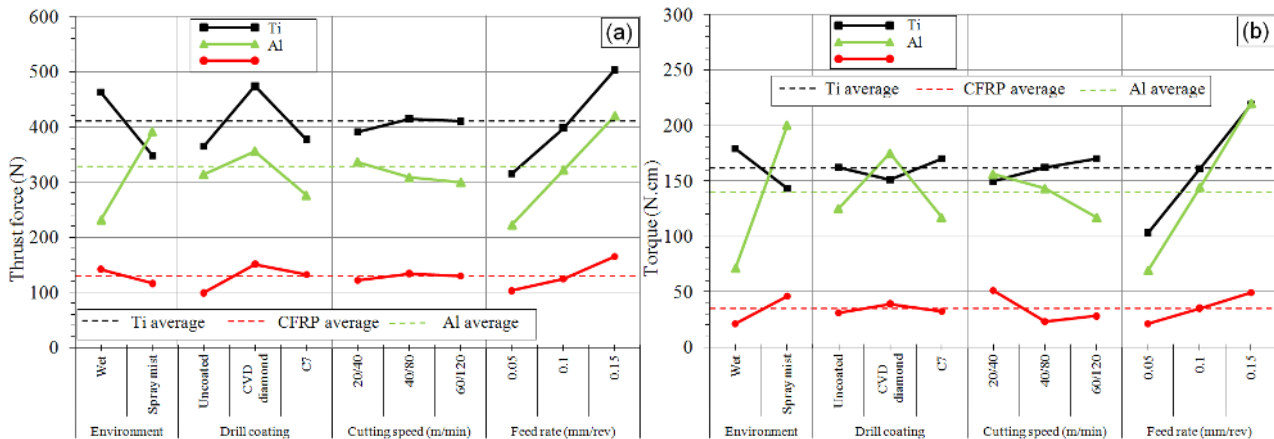 600
500
400
300
200
100
0
Thrust force (N)
Ti
Al
(a)
Ti average CFRP average Al average
Wet
Spray mist
Uncoated
CVD
diamond
C7
20/40
40/80
60/120
0.05
0.1
0.15
Environment Drill coating Cutting speed (m/min) Feed rate (mm/rev)
300
250
200
150
100
50
0
Torque (N.cm)
Ti
Al
(b)
Ti average CFRP average Al average
Wet
Spray mist
Uncoated
CVD
diamond
C7
20/40
40/80
60/120
0.05
0.1
0.15
Environment Drill coating Cutting speed (m/min) Feed rate (mm/rev)